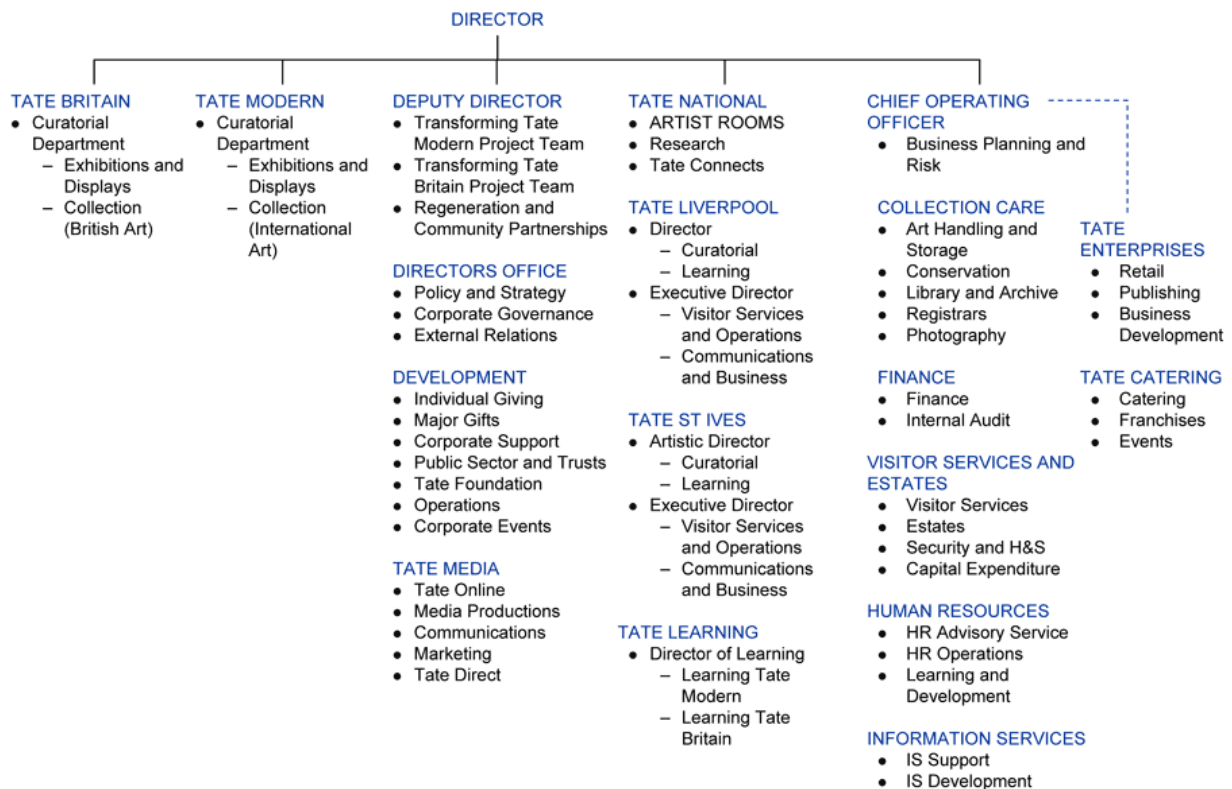 DIRECTOR
TATE BRITAIN
● Curatorial
Department
– Exhibitions and
Displays
– Collection
(British Art)
TATE MODERN
● Curatorial
Department
– Exhibitions and
Displays
– Collection
(International
Art)
DEPUTY DIRECTOR
● Transforming Tate
Modern Project Team
● Transforming Tate
Britain Project Team
● Regeneration and
Community Partnerships
DIRECTORS OFFICE
● Policy and Strategy
● Corporate Governance
● External Relations
DEVELOPMENT
● Individual Giving
● Major Gifts
● Corporate Support
● Public Sector and Trusts
● Tate Foundation
● Operations
● Corporate Events
TATE MEDIA
● Tate Online
● Media Productions
● Communications
● Marketing
● Tate Direct
TATE NATIONAL
● ARTIST ROOMS
● Research
● Tate Connects
TATE LIVERPOOL
● Director
– Curatorial
– Learning
● Executive Director
– Visitor Services
and Operations
– Communications
and Business
TATE ST IVES
● Artistic Director
– Curatorial
– Learning
● Executive Director
– Visitor Services
and Operations
– Communications
and Business
TATE LEARNING
● Director of Learning
– Learning Tate
Modern
– Learning Tate
Britain
CHIEF OPERATING
OFFICER
● Business Planning and
Risk
COLLECTION CARE
● Art Handling and
Storage
● Conservation
● Library and Archive
● Registrars
● Photography
FINANCE
● Finance
● Internal Audit
VISITOR SERVICES AND
ESTATES
● Visitor Services
● Estates
● Security and H&S
● Capital Expenditure
HUMAN RESOURCES
● HR Advisory Service
● HR Operations
● Learning and
Development
INFORMATION SERVICES
● IS Support
● IS Development
TATE
ENTERPRISES
● Retail
● Publishing
● Business
Development
TATE CATERING
● Catering
● Franchises
● Events